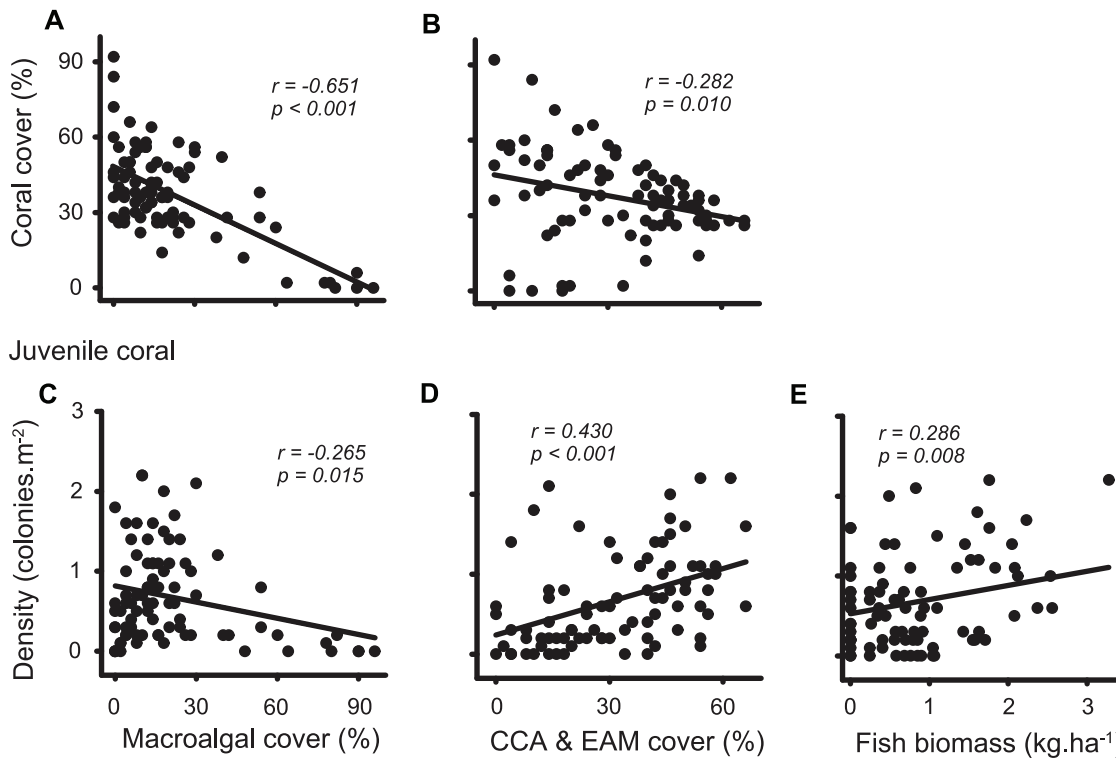 A
B
Coral cover (%)
90
60
30
0
r = -0.651
p < 0.001
r = -0.282
p = 0.010
Juvenile coral
C
D
E
Density (colonies.m-2)
3
2
1
0
r = -0.265
p = 0.015
r = 0.430
p < 0.001
r = 0.286
p = 0.008
0 30 60 90
0 30 60
0 1 2 3
Macroalgal cover (%)
CCA & EAM cover (%)
Fish biomass (kg.ha-1)